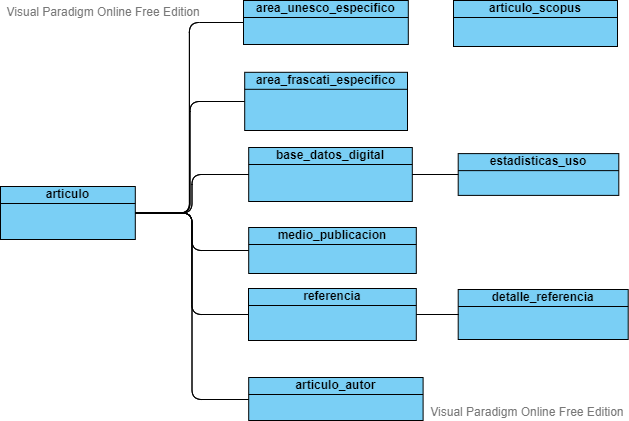 Visual Paradigm Online Free Edition
area_unesco_especifico
articulo_scopus
area_frascati_especifico
base_datos_digital
estadisticas_uso
articulo
medio_publicacion
referencia
detalle_referencia
articulo_autor
Visual Paradigm Online Free Edition